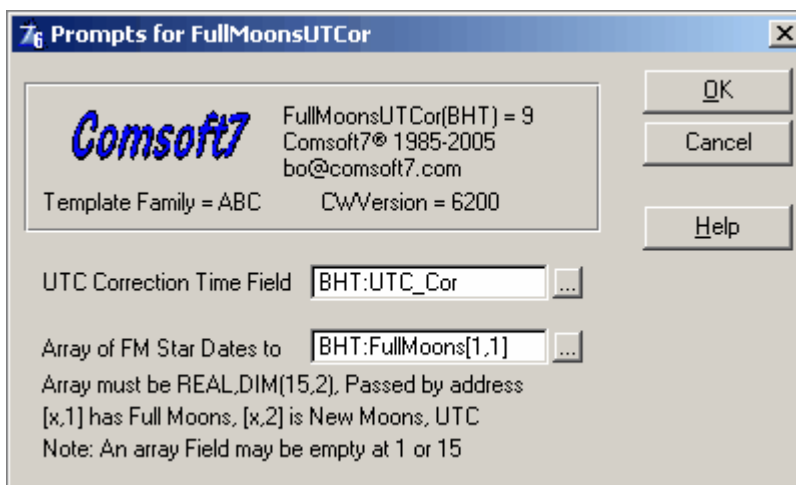 76 Prompts for FullMoonsUTCor
Comsoft7
FullMoonsUTCor(BHT) = 9
Comsoft7® 1985-2005
bo@comsoft7.com
Template Family = ABC CWVersion = 6200
OK
Cancel
Help
UTC Correction Time Field BHT:UTC_Cor ...
Array of FM Star Dates to BHT:FullMoons[1,1] ...
Array must be REAL,DIM(15,2), Passed by address
[x,1] has Full Moons, [x,2] is New Moons, UTC
Note: An array Field may be empty at 1 or 15